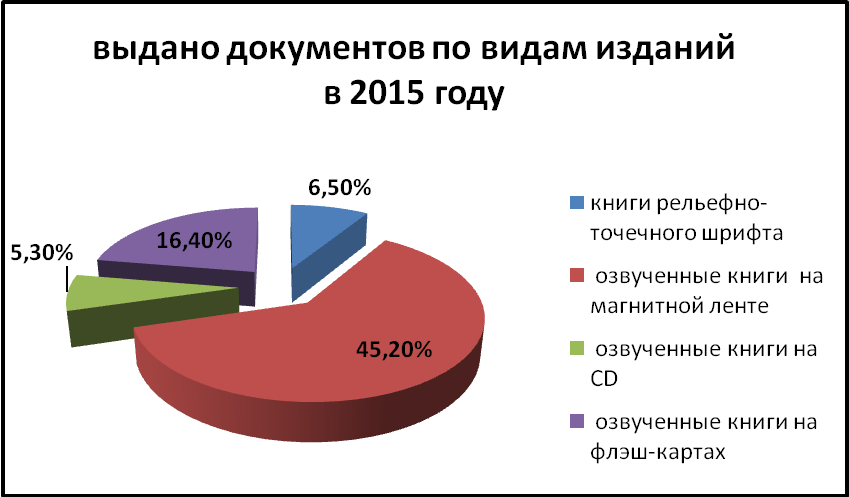 выдано документов по видам изданий
в 2015 году
6,50%
16,40%
5,30%
45,20%
книги рельефно-
точечного шрифта
озвученные книги на
магнитной ленте
озвученные книги на
CD
озвученные книги на
флэш-картах